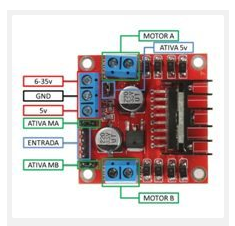 MOTOR A
ATIVA 5v
6-35v
GND
5v
ATIVA MA
ENTRADA
ATIVA MB
MOTOR B